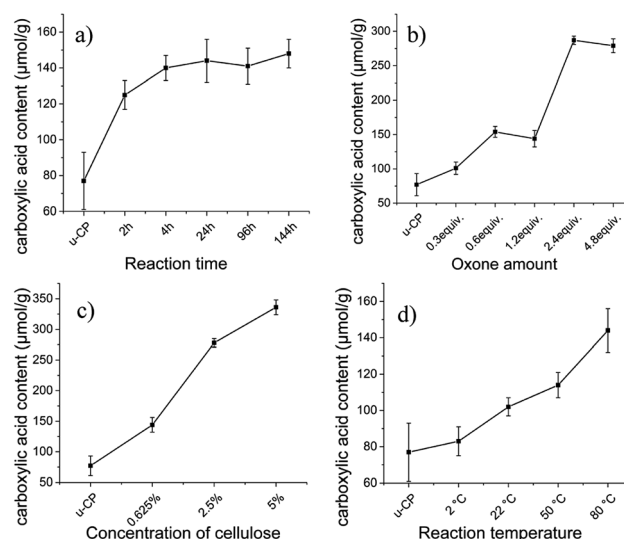 a)
carboxylic acid content (μmol/g)
160
140
120
100
80
60
u-CP
2h
4h
24h
96h
144h
Reaction time
b)
carboxylic acid content (μmol/g)
300
250
200
150
100
50
u-CP
0.3equiv.
0.6equiv.
1.2equiv.
2.4equiv.
4.8equiv.
Oxone amount
c)
carboxylic acid content (μmol/g)
350
300
250
200
150
100
50
u-CP
0.625%
2.5%
5%
Concentration of cellulose
d)
carboxylic acid content (μmol/g)
160
140
120
100
80
60
u-CP
2 °C
22 °C
50 °C
80 °C
Reaction temperature